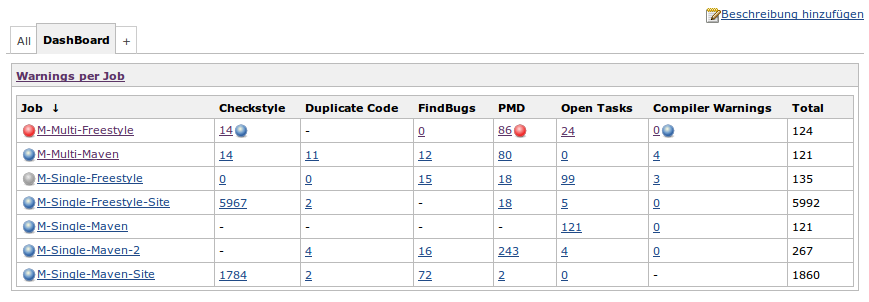 Beschreibung hinzufügen
All DashBoard +
Warnings per Job
Job ↓ Checkstyle Duplicate Code FindBugs PMD Open Tasks Compiler Warnings Total
M-Multi-Freestyle 14 - 0 86 24 0 124
M-Multi-Maven 14 11 12 80 0 4 121
M-Single-Freestyle 0 0 15 18 99 3 135
M-Single-Freestyle-Site 5967 2 - 18 5 0 5992
M-Single-Maven - - - - 121 0 121
M-Single-Maven-2 - 4 16 243 4 0 267
M-Single-Maven-Site 1784 2 72 2 0 - 1860